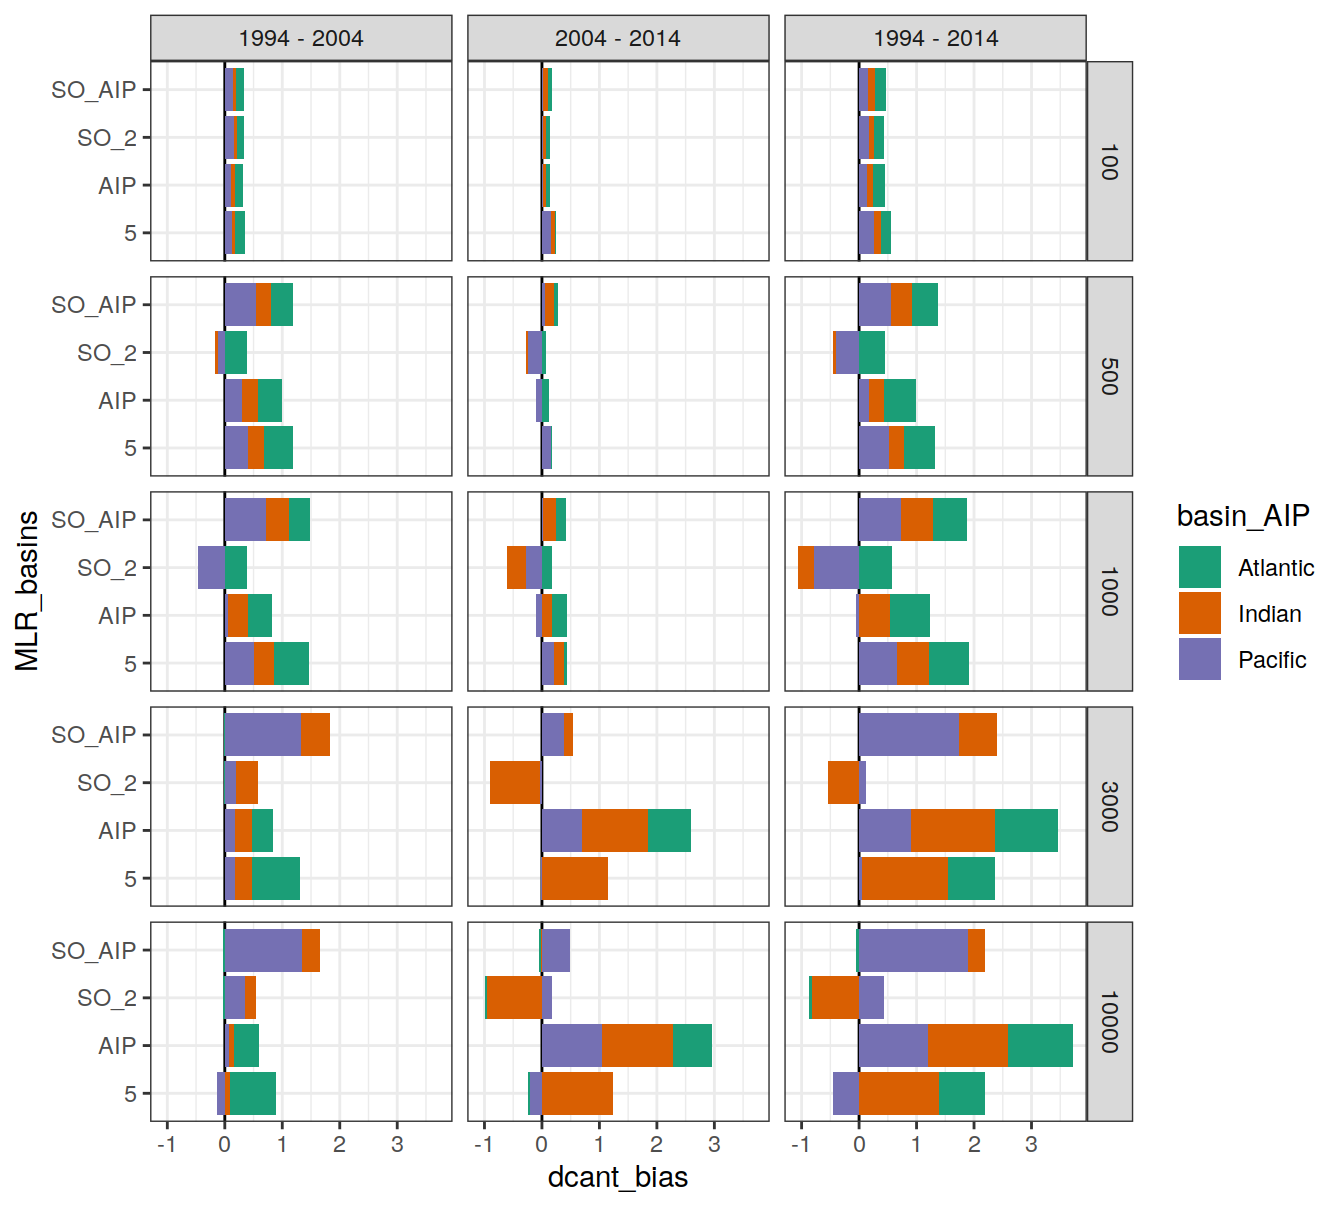 1994 - 2004
2004 - 2014
1994 - 2014
SO_AIP
SO_2
AIP
5
100
SO_AIP
SO_2
AIP
5
500
SO_AIP
SO_2
AIP
5
1000
SO_AIP
SO_2
AIP
5
3000
SO_AIP
SO_2
AIP
5
10000
MLR_basins
-1 0 1 2 3
-1 0 1 2 3
-1 0 1 2 3
dcant_bias
basin_AIP
Atlantic
Indian
Pacific